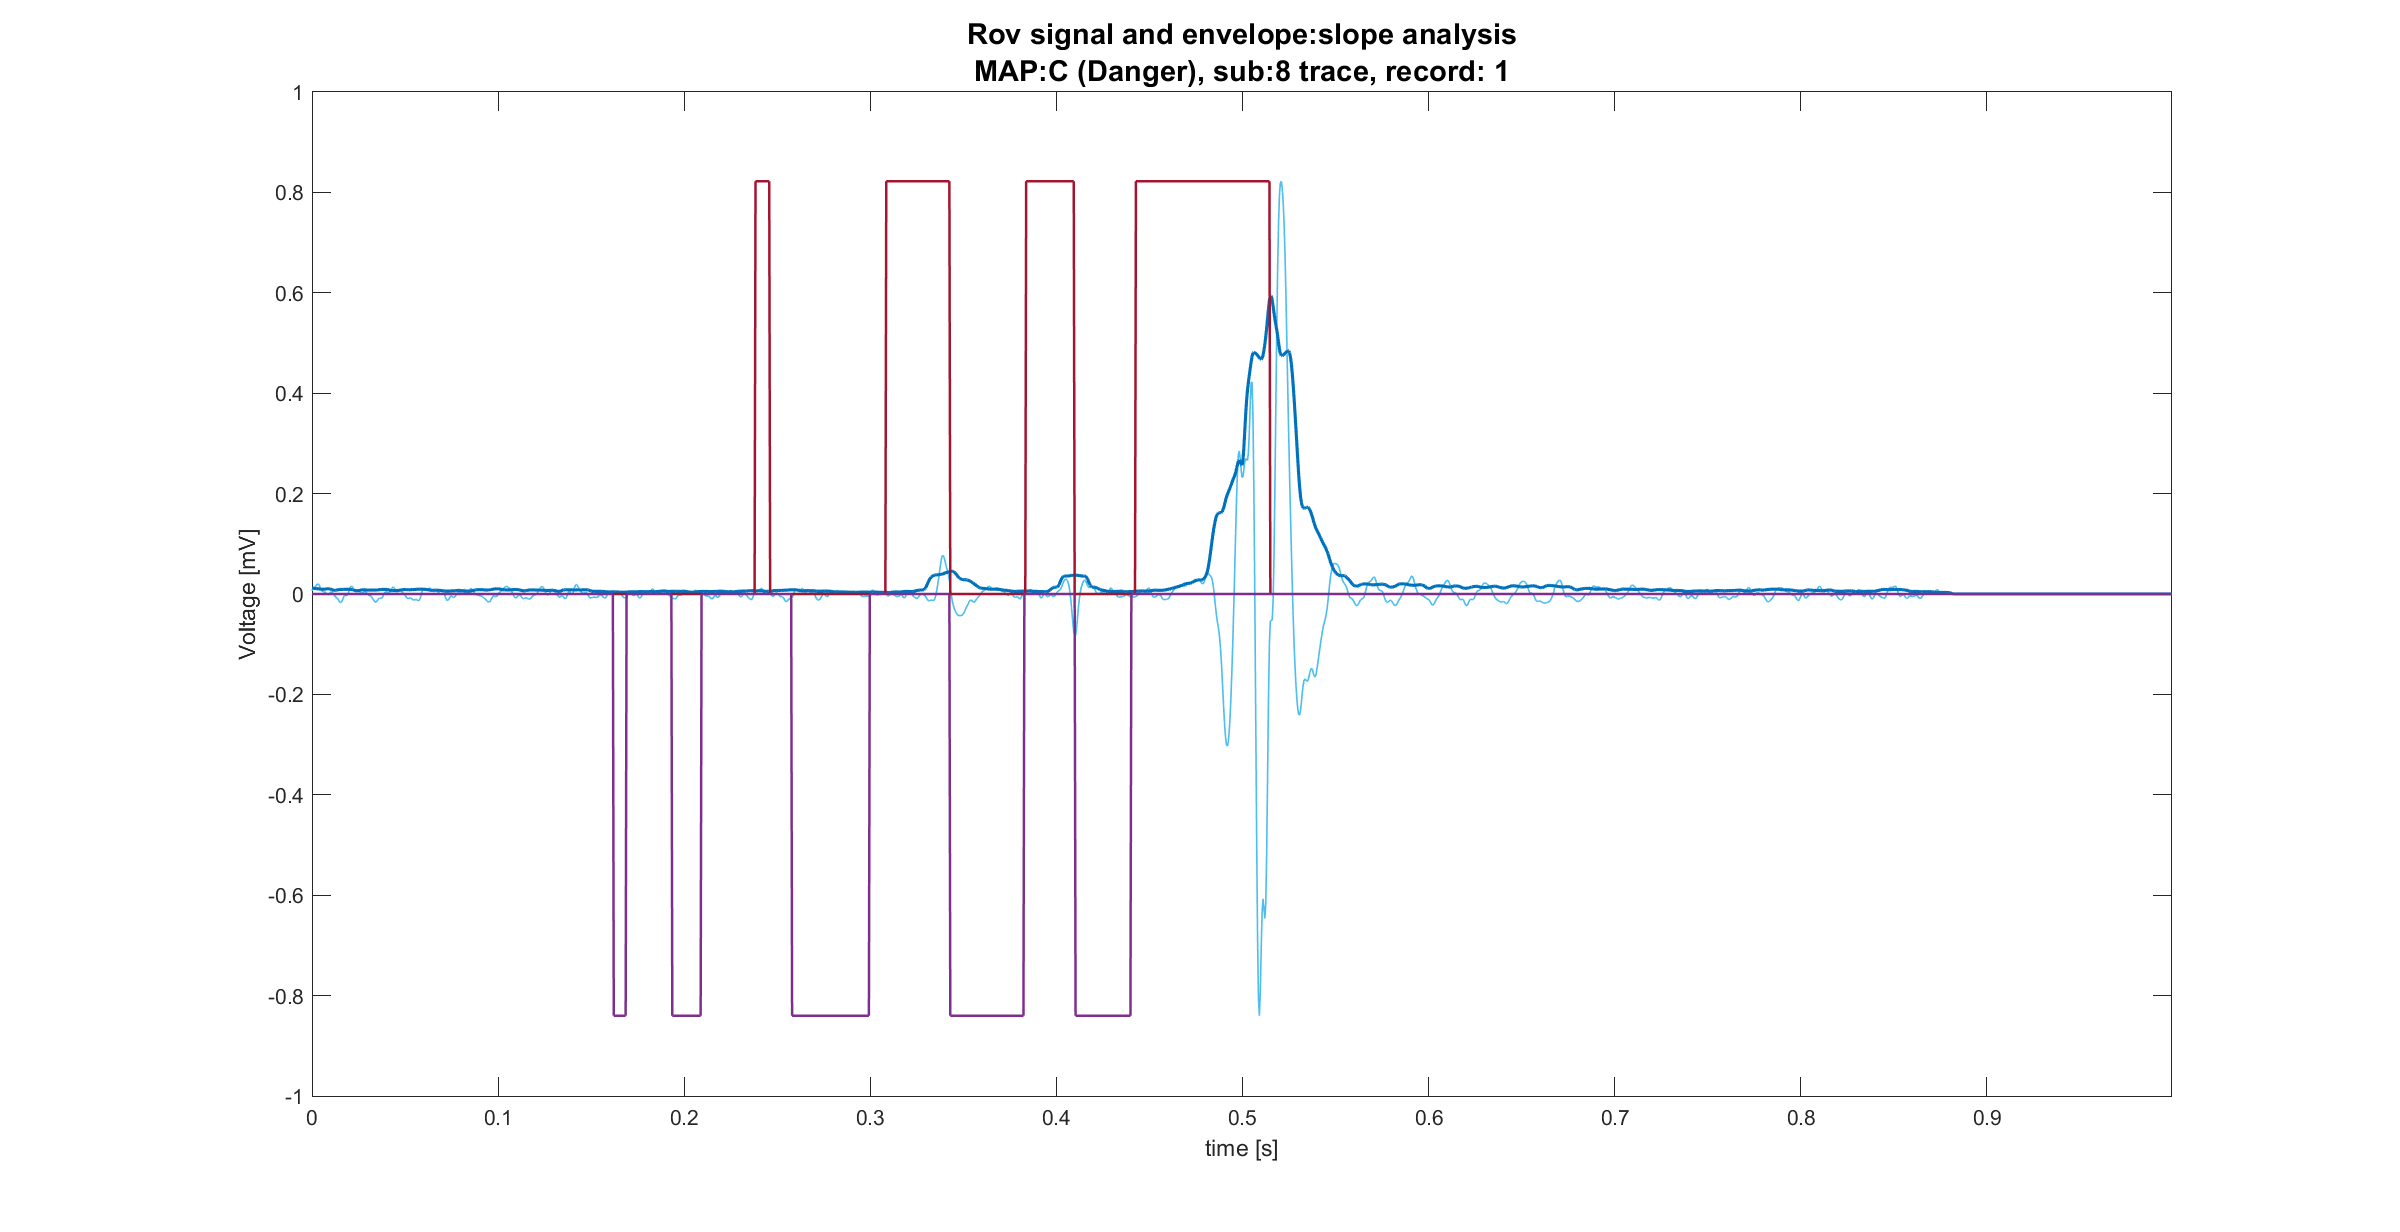 Rov signal and envelope:slope analysis
MAP:C (Danger), sub:8 trace, record: 1
1
0.8
0.6
0.4
0.2
0
-0.2
-0.4
-0.6
-0.8
-1
Voltage [mV]
0 0.1 0.2 0.3 0.4 0.5 0.6 0.7 0.8 0.9
time [s]